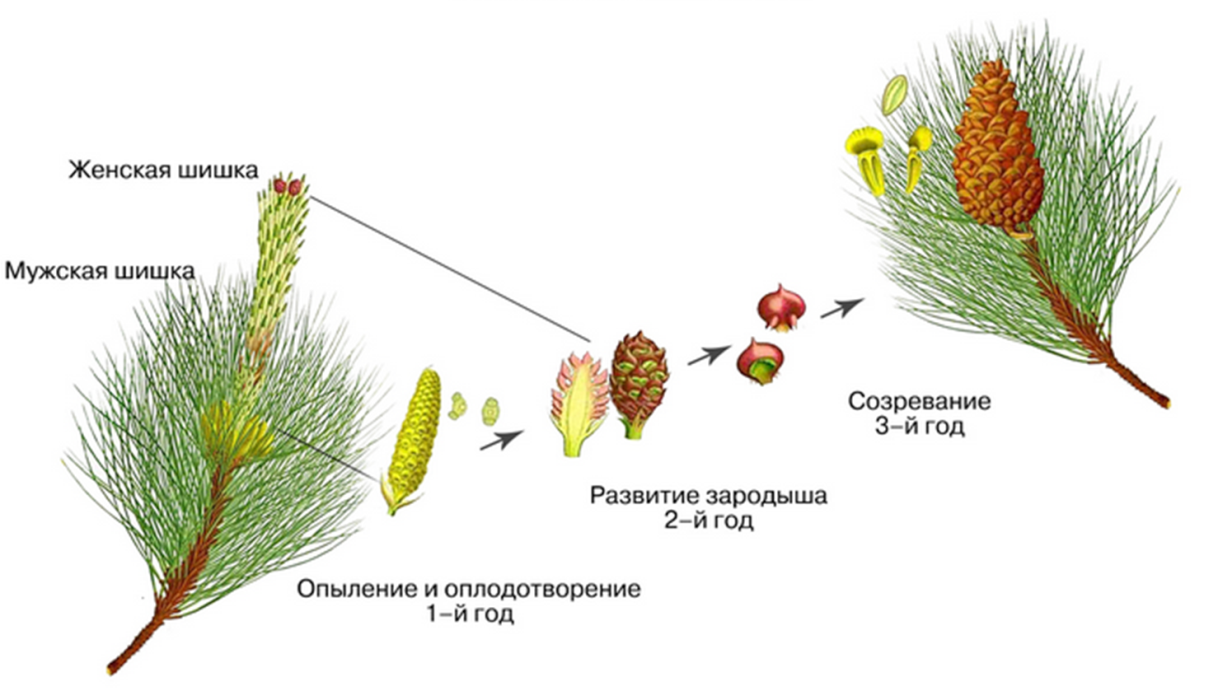 Женская шишка
Мужская шишка
Опыление и оплодотворение
1–й год
Развитие зародыша
2–й год
Созревание
3–й год